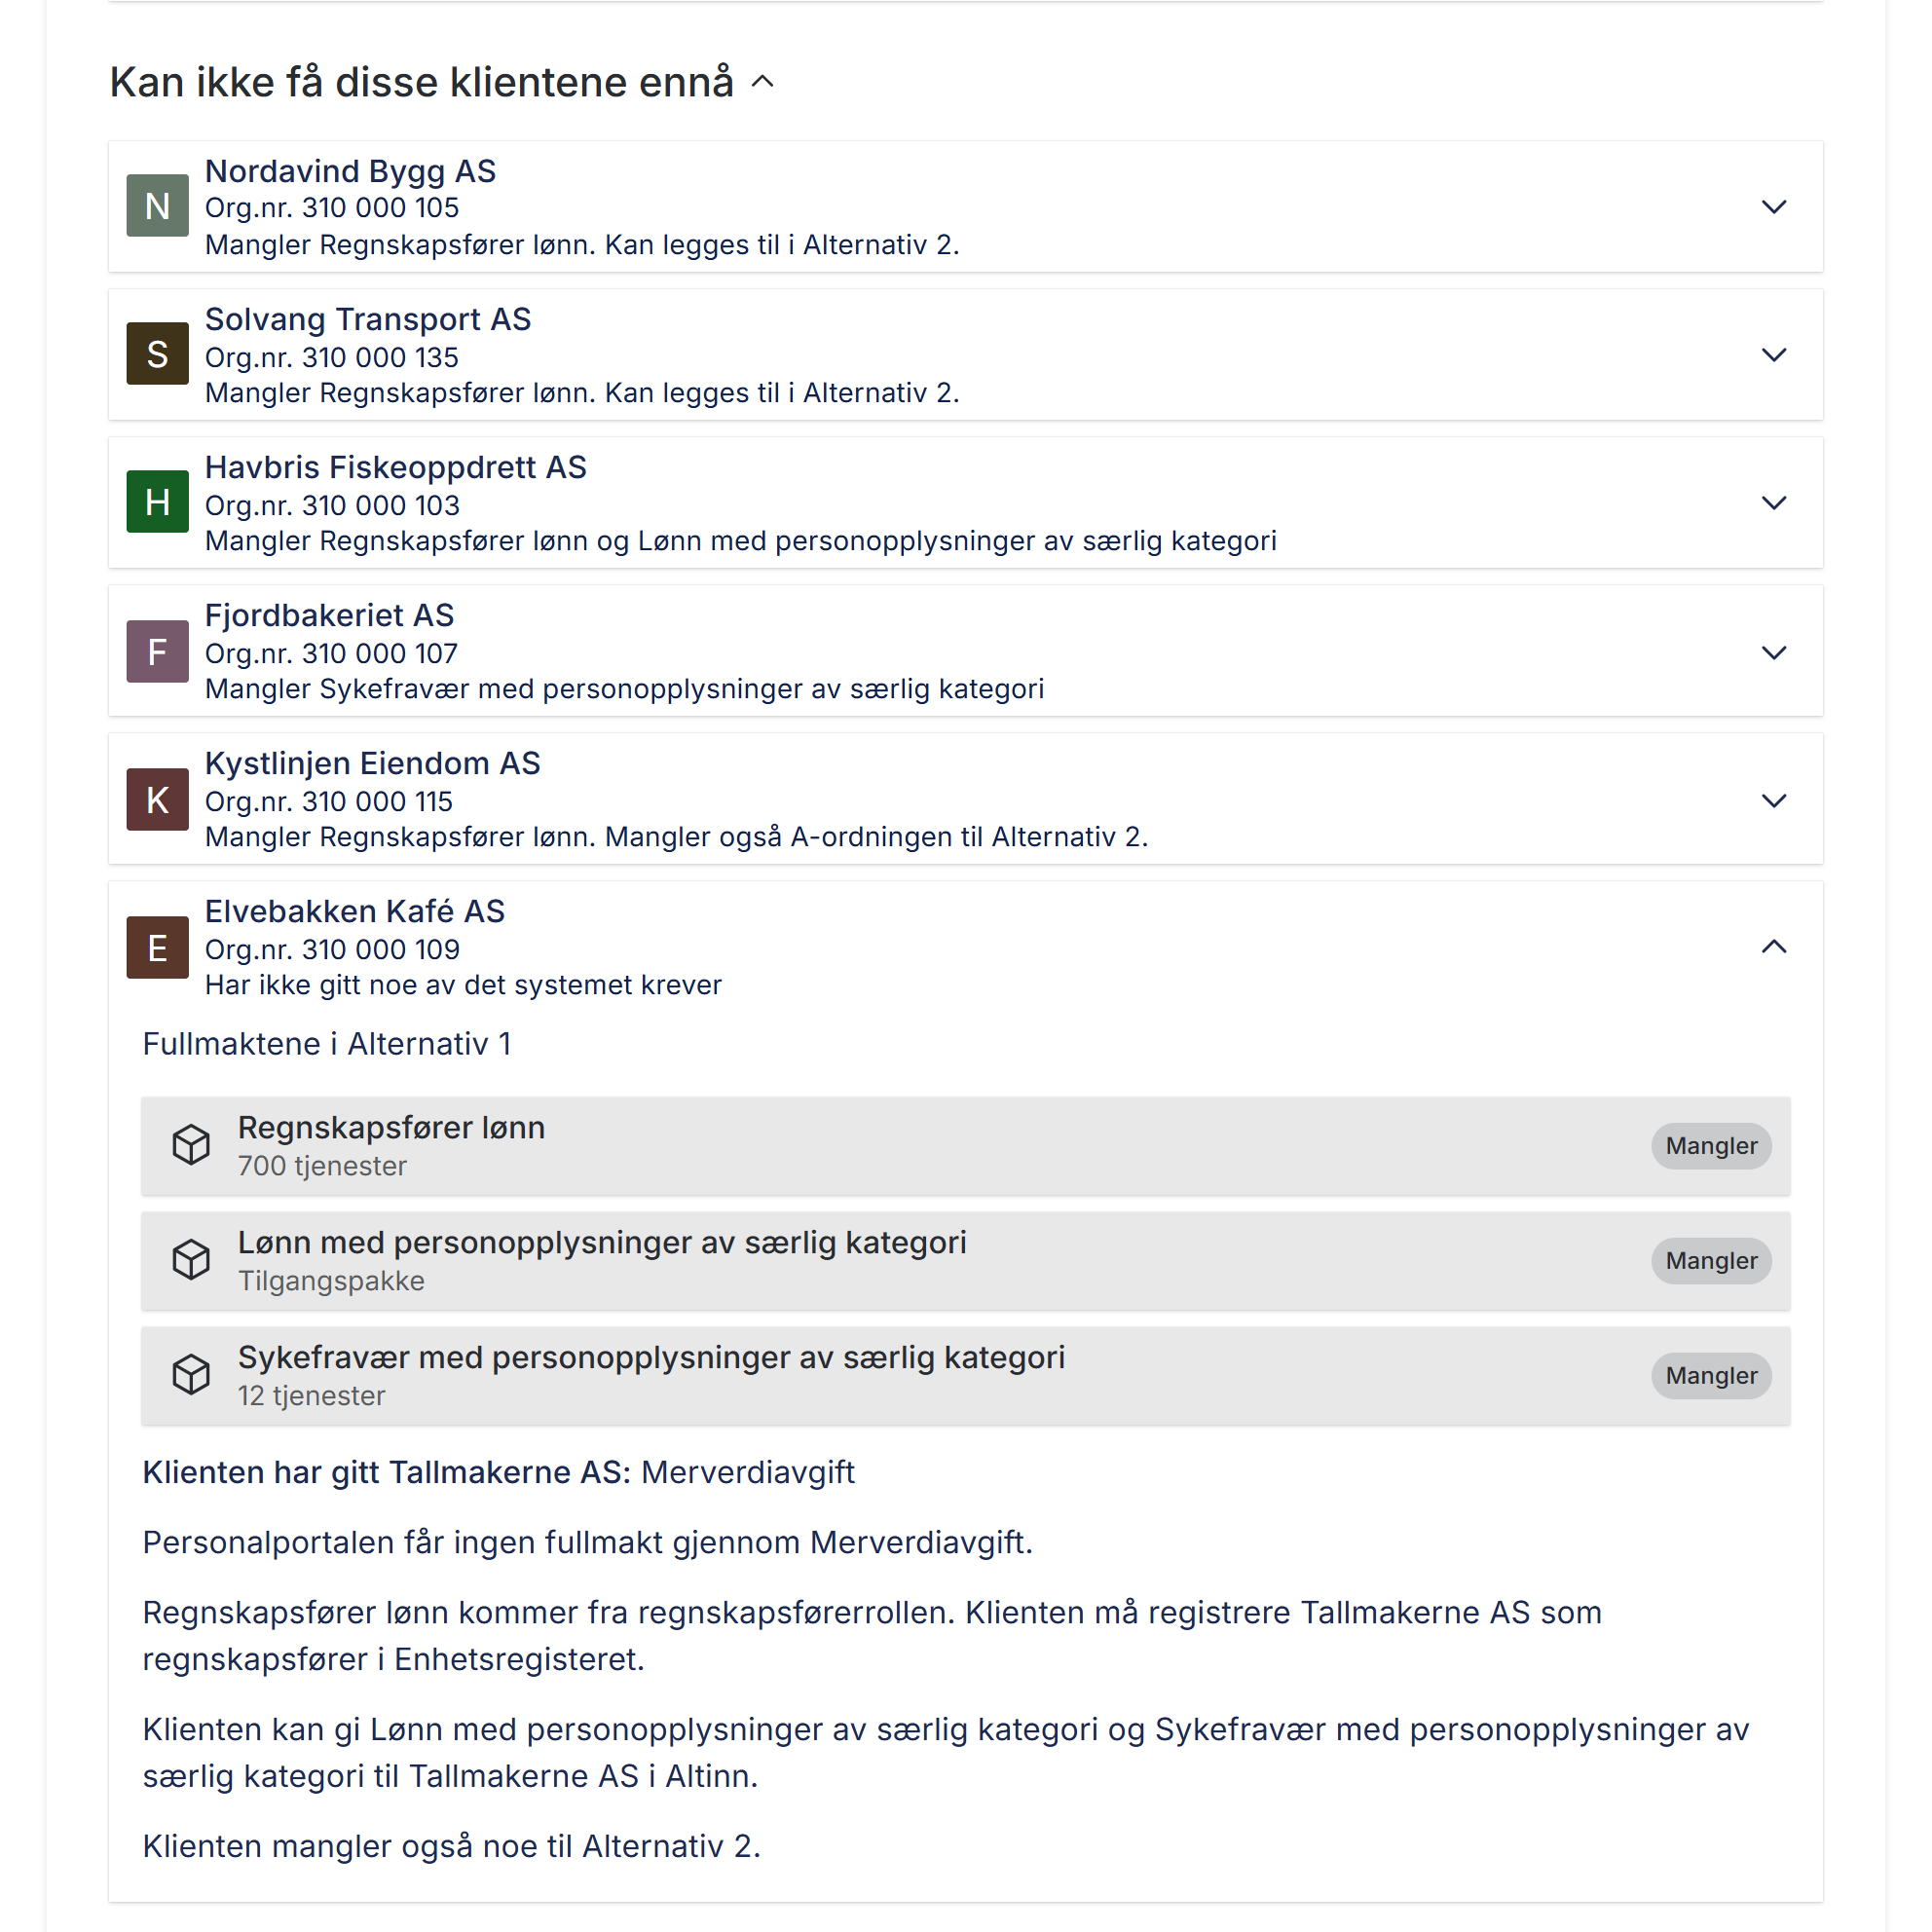 Kan ikke få disse klientene ennå
N
Nordavind Bygg AS
Org.nr. 310 000 105
Mangler Regnskapsfører lønn. Kan legges til i Alternativ 2.
S
Solvang Transport AS
Org.nr. 310 000 135
Mangler Regnskapsfører lønn. Kan legges til i Alternativ 2.
H
Havbris Fiskeoppdrett AS
Org.nr. 310 000 103
Mangler Regnskapsfører lønn og Lønn med personopplysninger av særlig kategori
F
Fjordbakeriet AS
Org.nr. 310 000 107
Mangler Sykefravær med personopplysninger av særlig kategori
K
Kystlinjen Eiendom AS
Org.nr. 310 000 115
Mangler Regnskapsfører lønn. Mangler også A-ordningen til Alternativ 2.
E
Elvebakken Kafé AS
Org.nr. 310 000 109
Har ikke gitt noe av det systemet krever
Fullmaktene i Alternativ 1
Regnskapsfører lønn
700 tjenester
Mangler
Lønn med personopplysninger av særlig kategori
Tilgangspakke
Mangler
Sykefravær med personopplysninger av særlig kategori
12 tjenester
Mangler
Klienten har gitt Tallmakerne AS: Merverdiavgift
Personalportalen får ingen fullmakt gjennom Merverdiavgift.
Regnskapsfører lønn kommer fra regnskapsførerrollen. Klienten må registrere Tallmakerne AS som
regnskapsfører i Enhetsregisteret.
Klienten kan gi Lønn med personopplysninger av særlig kategori og Sykefravær med personopplysninger av
særlig kategori til Tallmakerne AS i Altinn.
Klienten mangler også noe til Alternativ 2.